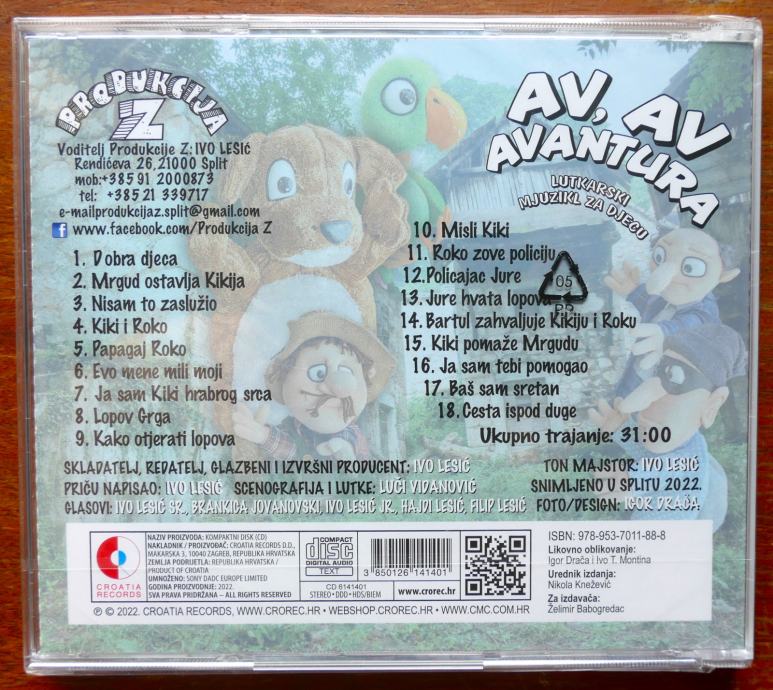 PRODUKCIJA
Z
Voditelj Produkcije Z: IVO LESIĆ
Rendićeva 26, 21000 Split
mob:+385 91 2000873
tel: +385 21 339717
e-mailprodukcijaz.split@gmail.com
f www.facebook.com/Produkcija Z
AV, AV
AVANTURA
LUTKARSKI
MJUZIKL ZA DJECU
1. Dobra djeca
2. Mrgud ostavlja Kikija
3. Nisam to zaslužio
4. Kiki i Roko
5. Papagaj Roko
6. Evo mene mili moji
7. Ja sam Kiki hrabrog srca
8. Lopov Grga
9. Kako otjerati lopova
10. Misli Kiki
11. Roko zove policiju
12. Policajac Jure
13. Jure hvata lopova
14. Bartul zahvaljuje Kikiju i Roku
15. Kiki pomaže Mrgudu
16. Ja sam tebi pomogao
17. Baš sam sretan
18. Cesta ispod duge
Ukupno trajanje: 31:00
05
PP
SKLADATELJ, REDATELJ, GLAZBENI I IZVRŠNI PRODUCENT: IVO LESIĆ
PRIČU NAPISAO: IVO LESIĆ SCENOGRAFIJA I LUTKE: LUČI VIDANOVIĆ
GLASOVI: IVO LESIĆ SR., BRANKICA JOVANOVSKI, IVO LESIĆ JR., HAJDI LESIĆ, FILIP LESIĆ
TON MAJSTOR: IVO LESIĆ
SNIMLJENO U SPLITU 2022.
FOTO/DESIGN: IGOR DRAČA
CROATIA
RECORDS
NAZIV PROIZVODA: KOMPAKTNI DISK (CD)
NAKLADNIK / PROIZVOĐAČ: CROATIA RECORDS D.D.,
MAKARSKA 3, 10040 ZAGREB, REPUBLIKA HRVATSKA
ZEMLJA PODRIJETLA: REPUBLIKA HRVATSKA /
PRODUCT OF CROATIA
UMNOŽENO: SONY DADC EUROPE LIMITED
GODINA PROIZVODNJE: 2022.
SVA PRAVA PRIDRŽANA – ALL RIGHTS RESERVED
COMPACT
disc
DIGITAL AUDIO
TEXT
CD 6141401
STEREO • DDD • HDS/BIEM
3 850126 141401
www.crorec.hr
℗ © 2022. CROATIA RECORDS, WWW.CROREC.HR • WEBSHOP.CROREC.HR • WWW.CMC.COM.HR
ISBN: 978-953-7011-88-8
Likovno oblikovanje:
Igor Drača i Ivo T. Montina
Urednik izdanja:
Nikola Knežević
Za izdavača:
Želimir Babogredac